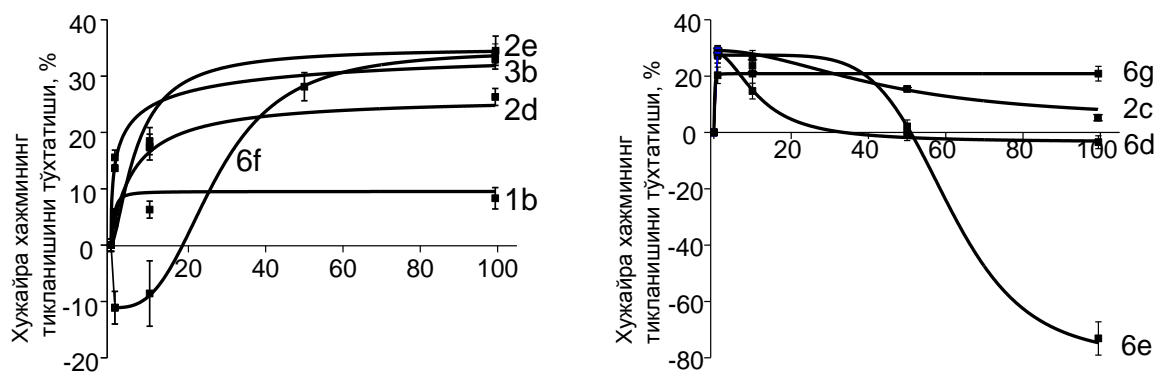 Хужайра хажмининг
тикланишини тўхтатиши, %
40
30
20
10
0
-10
-20
20
40
60
80
100
2e
3b
2d
6f
1b
Хужайра хажмининг
тикланишини тўхтатиши, %
40
20
0
-20
-40
-60
-80
20
40
60
80
100
6g
2c
6d
6e